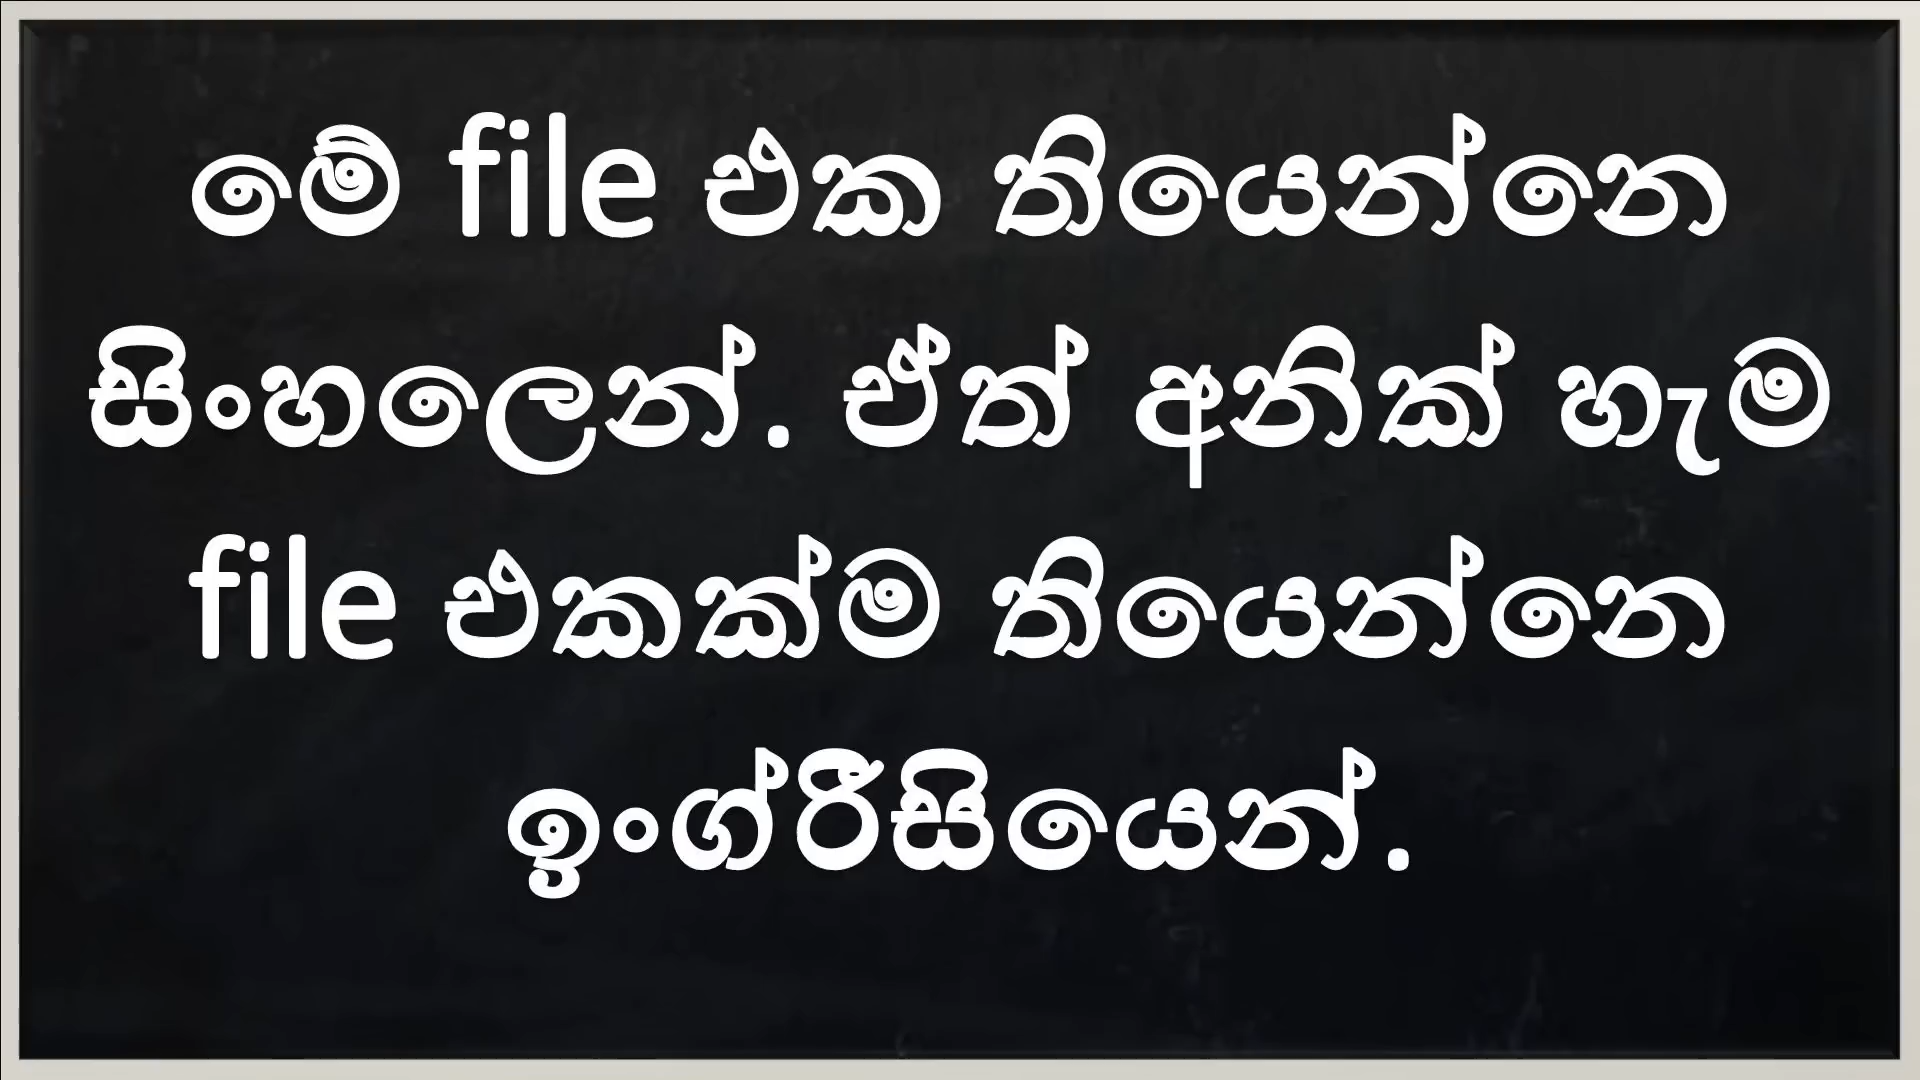 මේ file එක තියෙන්නෙ
සිංහලෙන්. ඒත් අනික් හැම
file එකක්ම තියෙන්නෙ
ඉංග්රීසියෙන්.